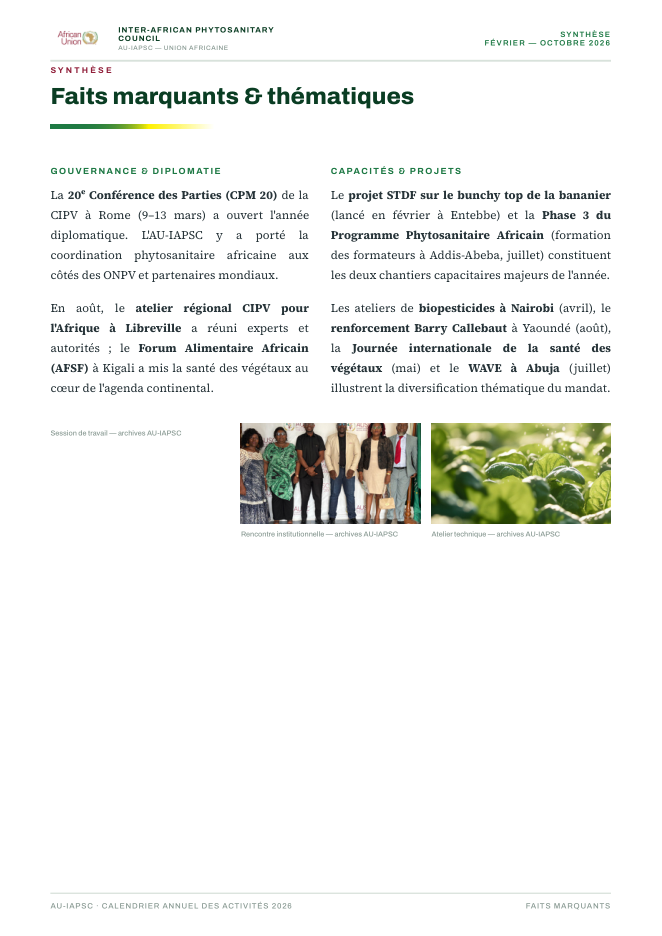 African
Union
INTER-AFRICAN PHYTOSANITARY
COUNCIL
AU-IAPSC — UNION AFRICAINE
SYNTHÈSE
FÉVRIER — OCTOBRE 2026
SYNTHÈSE
Faits marquants & thématiques
GOUVERNANCE & DIPLOMATIE
La 20e Conférence des Parties (CPM 20) de la
CIPV à Rome (9–13 mars) a ouvert l'année
diplomatique. L'AU-IAPSC y a porté la
coordination phytosanitaire africaine aux
côtés des ONPV et partenaires mondiaux.
En août, le atelier régional CIPV pour
l'Afrique à Libreville a réuni experts et
autorités ; le Forum Alimentaire Africain
(AFSF) à Kigali a mis la santé des végétaux au
cœur de l'agenda continental.
CAPACITÉS & PROJETS
Le projet STDF sur le bunchy top de la bananier
(lancé en février à Entebbe) et la Phase 3 du
Programme Phytosanitaire Africain (formation
des formateurs à Addis-Abeba, juillet) constituent
les deux chantiers capacitaires majeurs de l'année.
Les ateliers de biopesticides à Nairobi (avril), le
renforcement Barry Callebaut à Yaoundé (août),
la Journée internationale de la santé des
végétaux (mai) et le WAVE à Abuja (juillet)
illustrent la diversification thématique du mandat.
Session de travail — archives AU-IAPSC
Rencontre institutionnelle — archives AU-IAPSC
Atelier technique — archives AU-IAPSC
AU-IAPSC · CALENDRIER ANNUEL DES ACTIVITÉS 2026
FAITS MARQUANTS